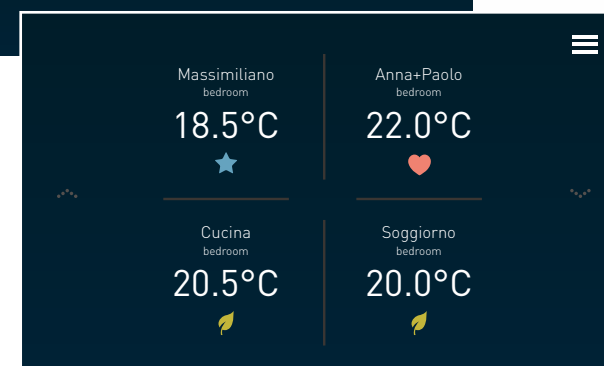 Massimiliano
bedroom
18.5°C
Anna+Paolo
bedroom
22.0°C
Cucina
bedroom
20.5°C
Soggiorno
bedroom
20.0°C